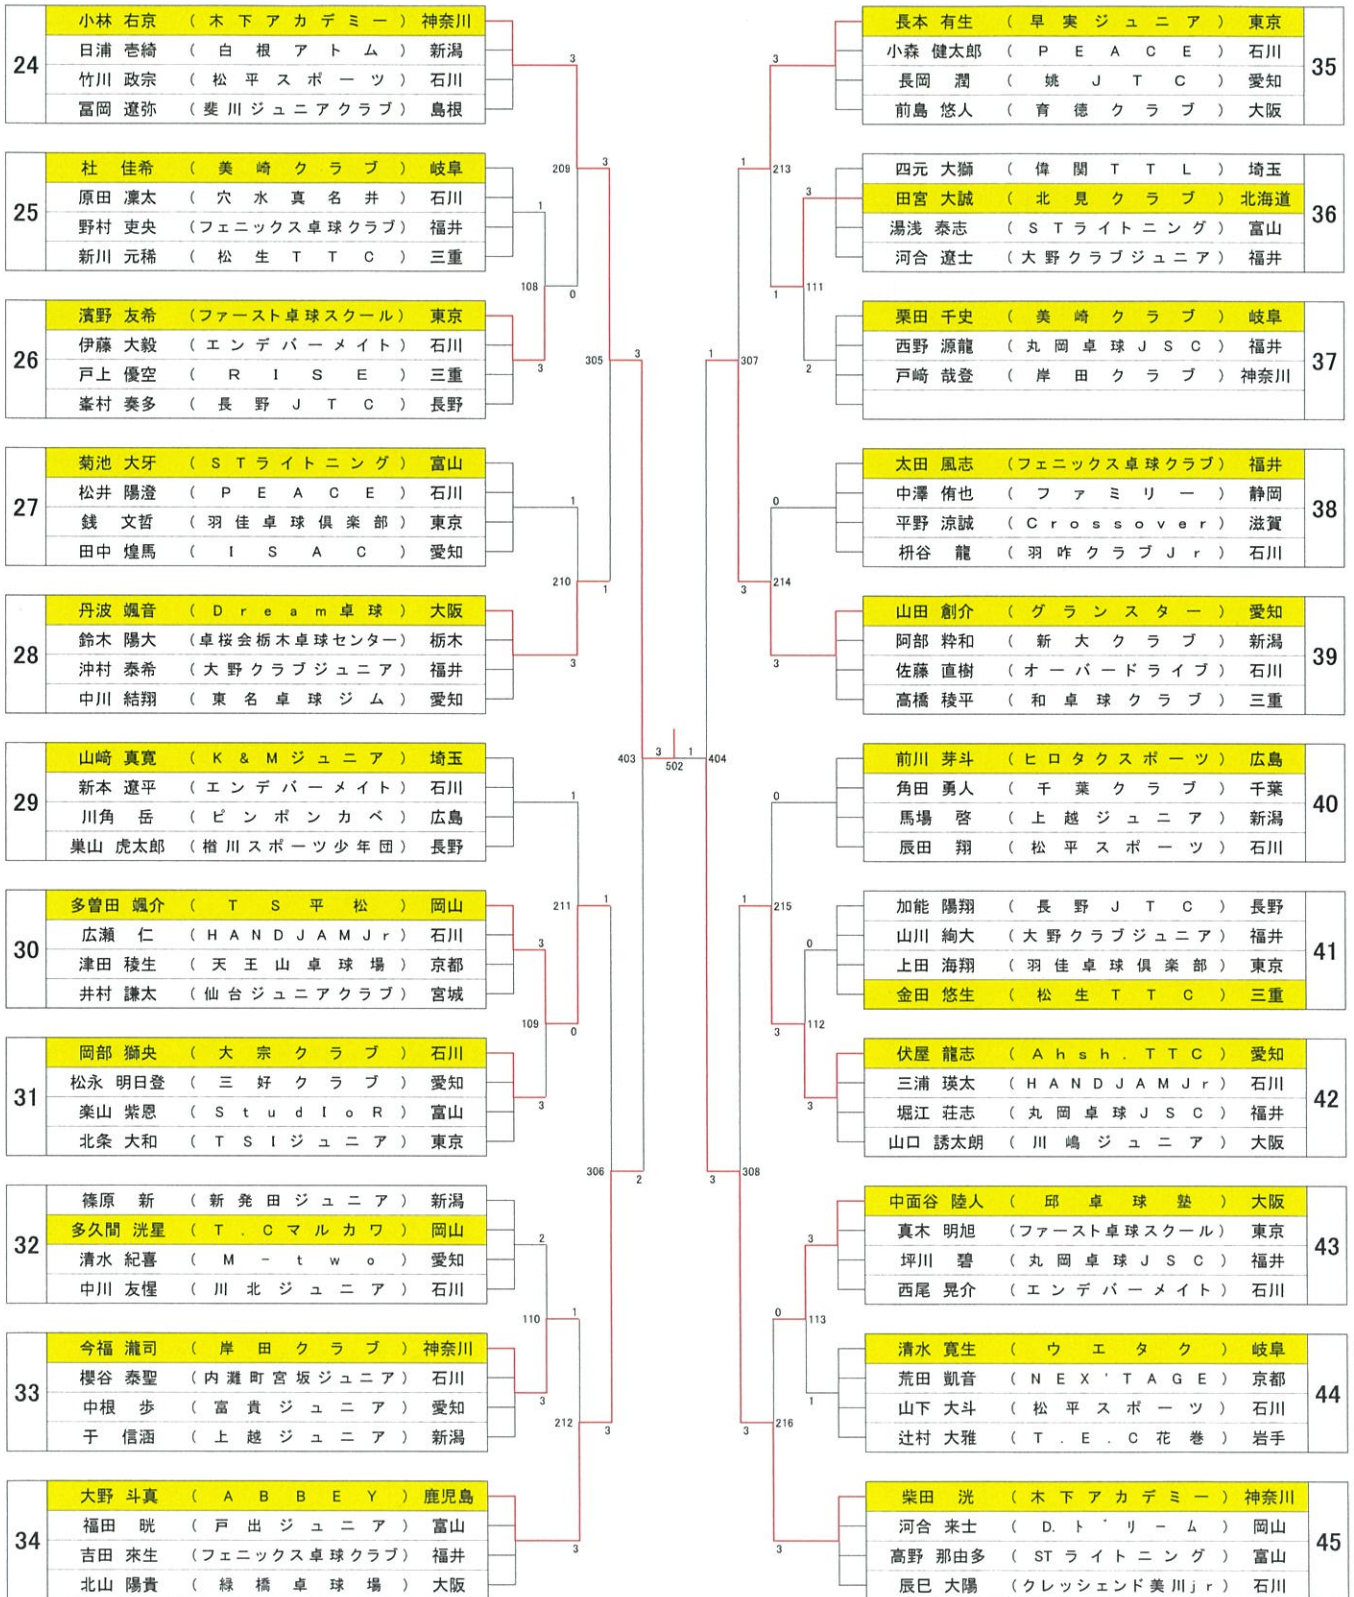 24
小林 右京 (木下アカデミー) 神奈川
日浦 壱綺 (白根アトム) 新潟
竹川 政宗 (松平スポーツ) 石川
冨岡 遼弥 (斐川ジュニアクラブ) 島根
25
杜 佳希 (美崎クラブ) 岐阜
原田 凜太 (穴水真名井) 石川
野村 吏央 (フェニックス卓球クラブ) 福井
新川 元稀 (松生TTC) 三重
26
濱野 友希 (ファースト卓球スクール) 東京
伊藤 大毅 (エンデバーメイト) 石川
戸上 優空 (RISE) 三重
峯村 奏多 (長野JTC) 長野
27
菊池 大牙 (STライトニング) 富山
松井 陽澄 (PEACE) 石川
銭 文哲 (羽佳卓球倶楽部) 東京
田中 煌馬 (ISAC) 愛知
28
丹波 颯音 (Dream卓球) 大阪
鈴木 陽大 (卓桜会栃木卓球センター) 栃木
沖村 泰希 (大野クラブジュニア) 福井
中川 結翔 (東名卓球ジム) 愛知
29
山﨑 真寛 (K&Mジュニア) 埼玉
新本 遼平 (エンデバーメイト) 石川
川角 岳 (ピンポンカベ) 広島
巣山 虎太郎 (楢川スポーツ少年団) 長野
30
多曽田 颯介 (TS平松) 岡山
広瀬 仁 (HANDJAMJr) 石川
津田 稜生 (天王山卓球場) 京都
井村 謙太 (仙台ジュニアクラブ) 宮城
31
岡部 獅央 (大宗クラブ) 石川
松永 明日登 (三好クラブ) 愛知
楽山 紫恩 (StudIoR) 富山
北条 大和 (TSIジュニア) 東京
32
篠原 新 (新発田ジュニア) 新潟
多久間 洸星 (T.Cマルカワ) 岡山
清水 紀喜 (M-two) 愛知
中川 友惺 (川北ジュニア) 石川
33
今福 瀧司 (岸田クラブ) 神奈川
櫻谷 泰聖 (内灘町宮坂ジュニア) 石川
中根 歩 (富貴ジュニア) 愛知
于 信涵 (上越ジュニア) 新潟
34
大野 斗真 (ABBEY) 鹿児島
福田 晄 (戸出ジュニア) 富山
吉田 來生 (フェニックス卓球クラブ) 福井
北山 陽貴 (緑橋卓球場) 大阪
3
1
108
3
209
0
3
1
210
3
305
1
3
1
3
109
3
211
0
1
2
110
3
1
212
3
306
3
2
403
3
502
1
404
1
307
3
1
213
3
3
1
111
2
0
214
3
0
215
1
3
0
112
3
308
3
3
113
1
0
216
3
3
35
長本 有生 (早実ジュニア) 東京
小森 健太郎 (PEACE) 石川
長岡 潤 (姚JTC) 愛知
前島 悠人 (育徳クラブ) 大阪
36
四元 大獅 (偉関TTL) 埼玉
田宮 大誠 (北見クラブ) 北海道
湯浅 泰志 (STライトニング) 富山
河合 遼士 (大野クラブジュニア) 福井
37
栗田 千史 (美崎クラブ) 岐阜
西野 源龍 (丸岡卓球JSC) 福井
戸﨑 哉登 (岸田クラブ) 神奈川
38
太田 風志 (フェニックス卓球クラブ) 福井
中澤 侑也 (ファミリー) 静岡
平野 涼誠 (Crossover) 滋賀
枡谷 龍 (羽咋クラブJr) 石川
39
山田 創介 (グランスター) 愛知
阿部 粋和 (新大クラブ) 新潟
佐藤 直樹 (オーバードライブ) 石川
高橋 稜平 (和卓球クラブ) 三重
40
前川 芽斗 (ヒロタクスポーツ) 広島
角田 勇人 (千葉クラブ) 千葉
馬場 啓 (上越ジュニア) 新潟
辰田 翔 (松平スポーツ) 石川
41
加能 陽翔 (長野JTC) 長野
山川 絢大 (大野クラブジュニア) 福井
上田 海翔 (羽佳卓球倶楽部) 東京
金田 悠生 (松生TTC) 三重
42
伏屋 龍志 (Ahsh.TTC) 愛知
三浦 瑛太 (HANDJAMJr) 石川
堀江 荘志 (丸岡卓球JSC) 福井
山口 誘太朗 (川嶋ジュニア) 大阪
43
中面谷 陸人 (邱卓球塾) 大阪
真木 明旭 (ファースト卓球スクール) 東京
坪川 碧 (丸岡卓球JSC) 福井
西尾 晃介 (エンデバーメイト) 石川
44
清水 寛生 (ウエタク) 岐阜
荒田 凱音 (NEX'TAGE) 京都
山下 大斗 (松平スポーツ) 石川
辻村 大雅 (T.E.C花巻) 岩手
45
柴田 洸 (木下アカデミー) 神奈川
河合 来士 (D.ドリーム) 岡山
高野 那由多 (STライトニング) 富山
辰巳 大陽 (クレッシェンド美川jr) 石川